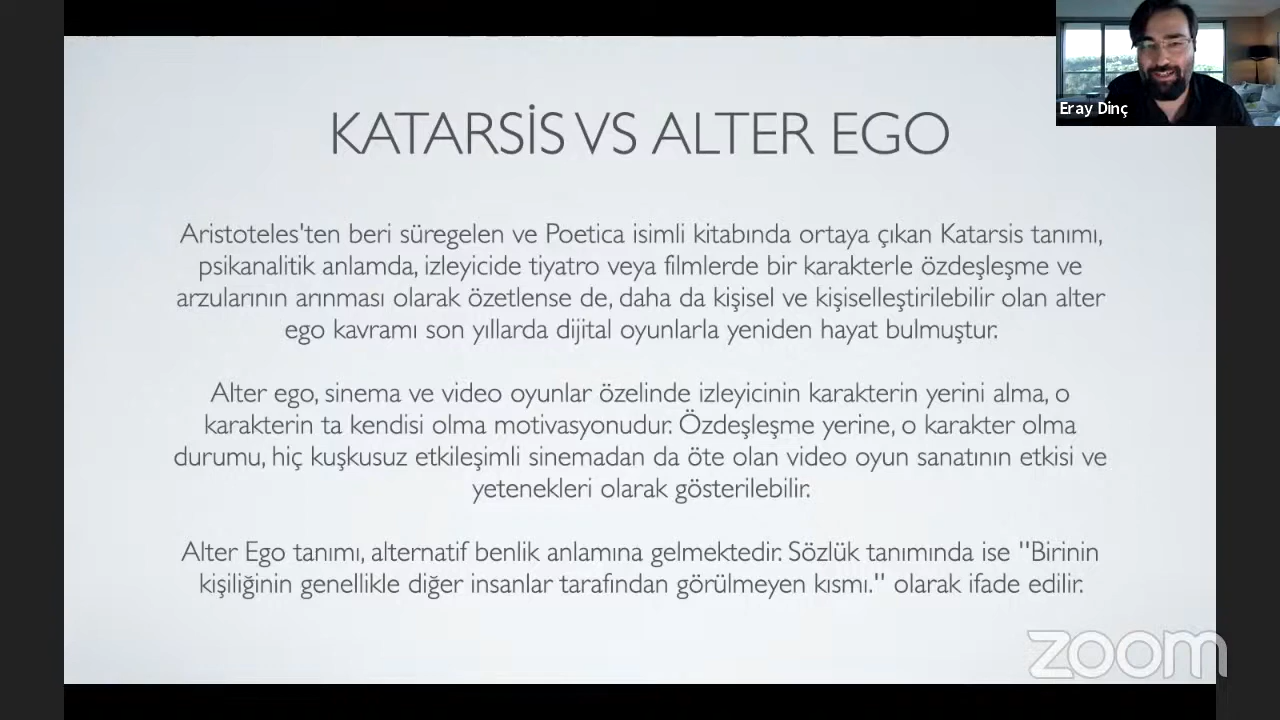 KATARSİS VS ALTER EGO
Eray Dinç
Aristoteles'ten beri süregelen ve Poetica isimli kitabında ortaya çıkan Katarsis tanımı,
psikanalitik anlamda, izleyicide tiyatro veya filmlerde bir karakterle özdeşleşme ve
arzularının arınması olarak özetlense de, daha da kişisel ve kişiselleştirilebilir olan alter
ego kavramı son yıllarda dijital oyunlarla yeniden hayat bulmuştur.
Alter ego, sinema ve video oyunlar özelinde izleyicinin karakterin yerini alma, o
karakterin ta kendisi olma motivasyonudur. Özdeşleşme yerine, o karakter olma
durumu, hiç kuşkusuz etkileşimli sinemadan da öte olan video oyun sanatının etkisi ve
yetenekleri olarak gösterilebilir.
Alter Ego tanımı, alternatif benlik anlamına gelmektedir. Sözlük tanımında ise "Birinin
kişiliğinin genellikle diğer insanlar tarafından görülmeyen kısmı." olarak ifade edilir.
zoom